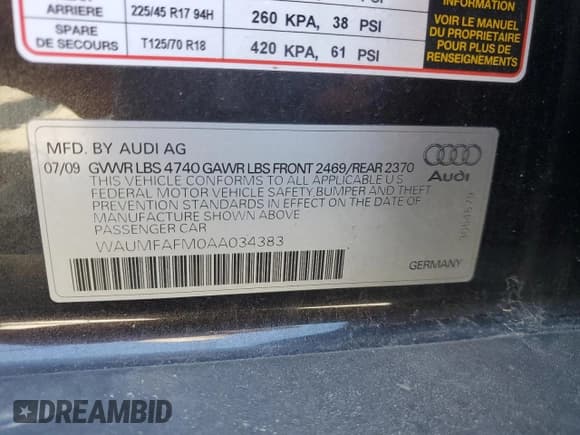 ARRIÈRE 225/45 R17 94H 260 KPA, 38 PSI
SPARE
DE SECOURS T125/70 R18 420 KPA, 61 PSI
INFORMATION
VOIR LE MANUEL
DU PROPRIÉTAIRE
POUR PLUS DE
RENSEIGNEMENTS
MFD. BY AUDI AG
07/09 GVWR LBS 4740 GAWR LBS FRONT 2469/REAR 2370
THIS VEHICLE CONFORMS TO ALL APPLICABLE U.S.
FEDERAL MOTOR VEHICLE SAFETY,BUMPER AND THEFT
PREVENTION STANDARDS IN EFFECT ON THE DATE OF
MANUFACTURE SHOWN ABOVE.
PASSENGER CAR
WAUMFAFM0AA034383
Audi
GERMANY
DREAMBID